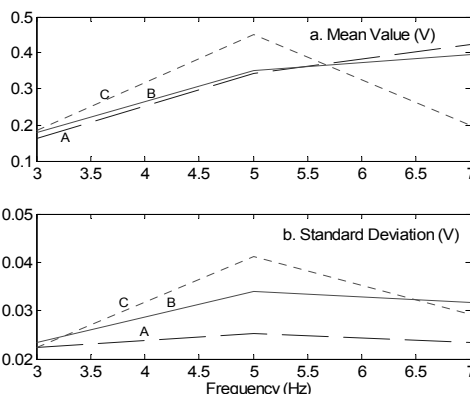 0.5
a. Mean Value (V)
0.4
0.3
C
B
0.2
A
0.1
3 3.5 4 4.5 5 5.5 6 6.5 7
0.05
b. Standard Deviation (V)
0.04
C
B
0.03
A
0.02
3 3.5 4 4.5 5 5.5 6 6.5 7
Frequency (Hz)